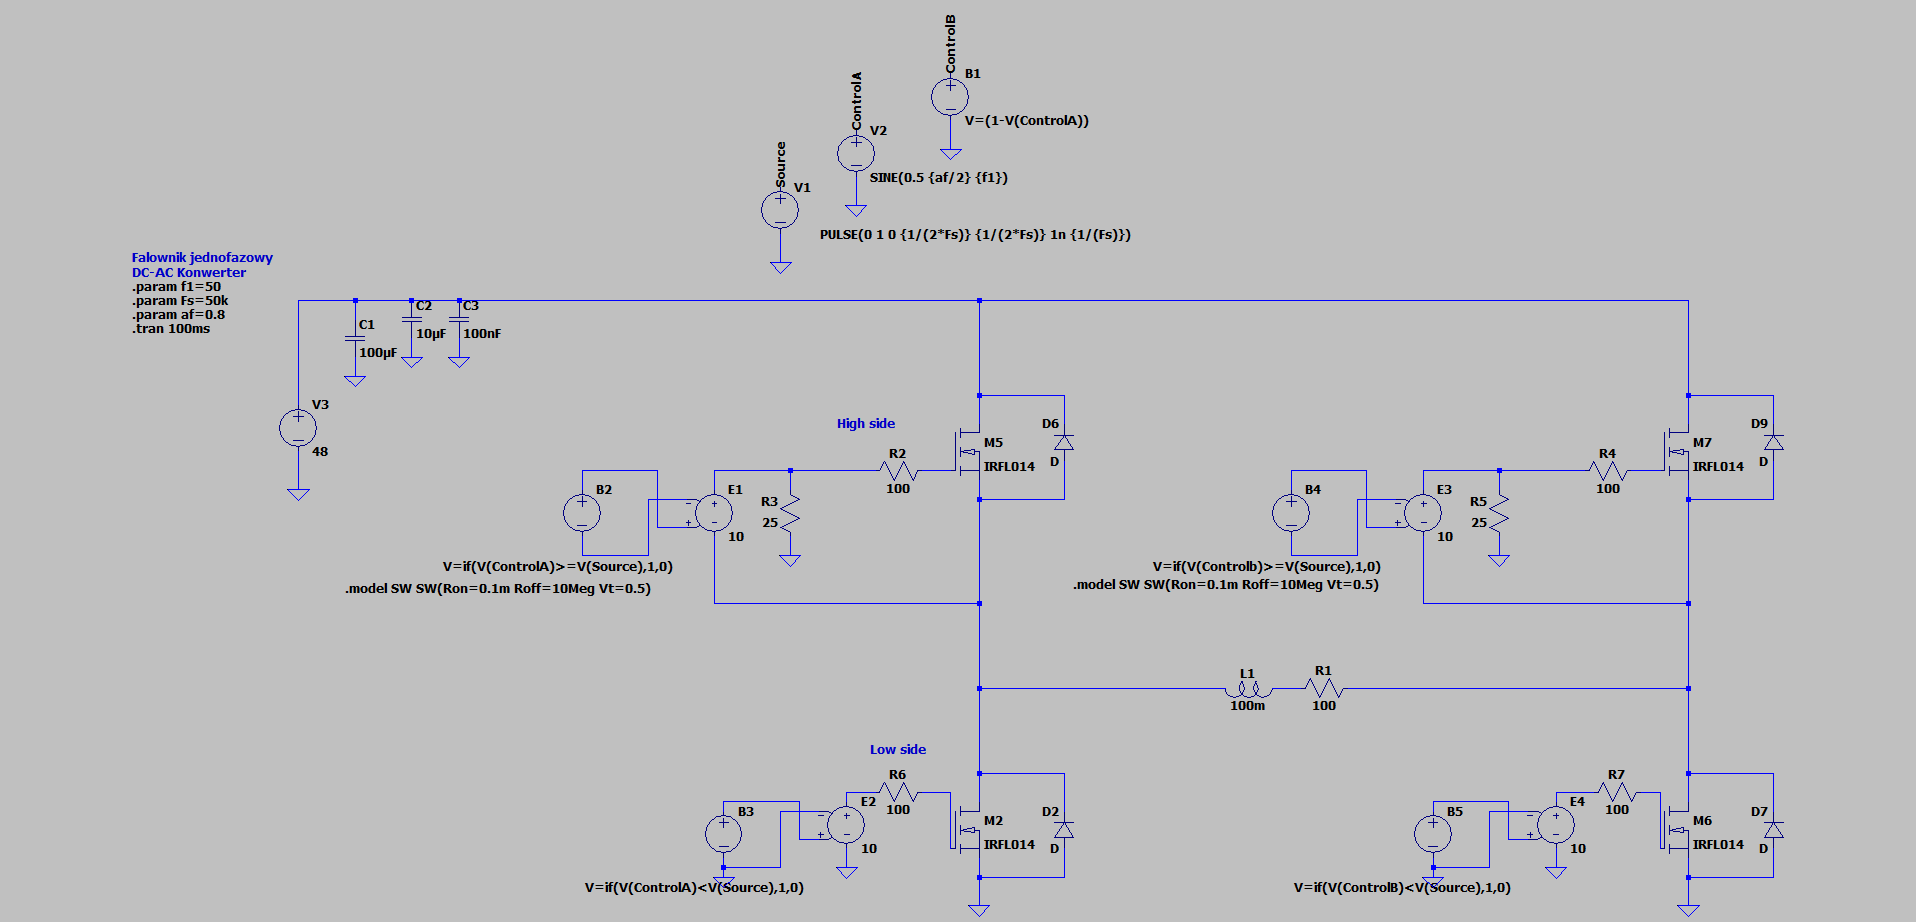 ControlB
B1
V=(1-V(ControlA))
ControlA
V2
SINE(0.5 {af/2} {f1})
Source
V1
PULSE(0 1 0 {1/(2*Fs)} {1/(2*Fs)} 1n {1/(Fs)})
Falownik jednofazowy
DC-AC Konwerter
.param f1=50
.param Fs=50k
.param af=0.8
.tran 100ms
C1
100µF
C2
10µF
C3
100nF
V3
48
High side
R2
100
M5
IRFL014
D6
D
B2
E1
10
R3
25
V=if(V(ControlA)>=V(Source),1,0)
.model SW SW(Ron=0.1m Roff=10Meg Vt=0.5)
R4
100
M7
IRFL014
D9
D
B4
E3
10
R5
25
V=if(V(Controlb)>=V(Source),1,0)
.model SW SW(Ron=0.1m Roff=10Meg Vt=0.5)
L1
100m
R1
100
Low side
R6
100
B3
E2
10
M2
IRFL014
D2
D
V=if(V(ControlA)<V(Source),1,0)
R7
100
B5
E4
10
M6
IRFL014
D7
D
V=if(V(ControlB)<V(Source),1,0)